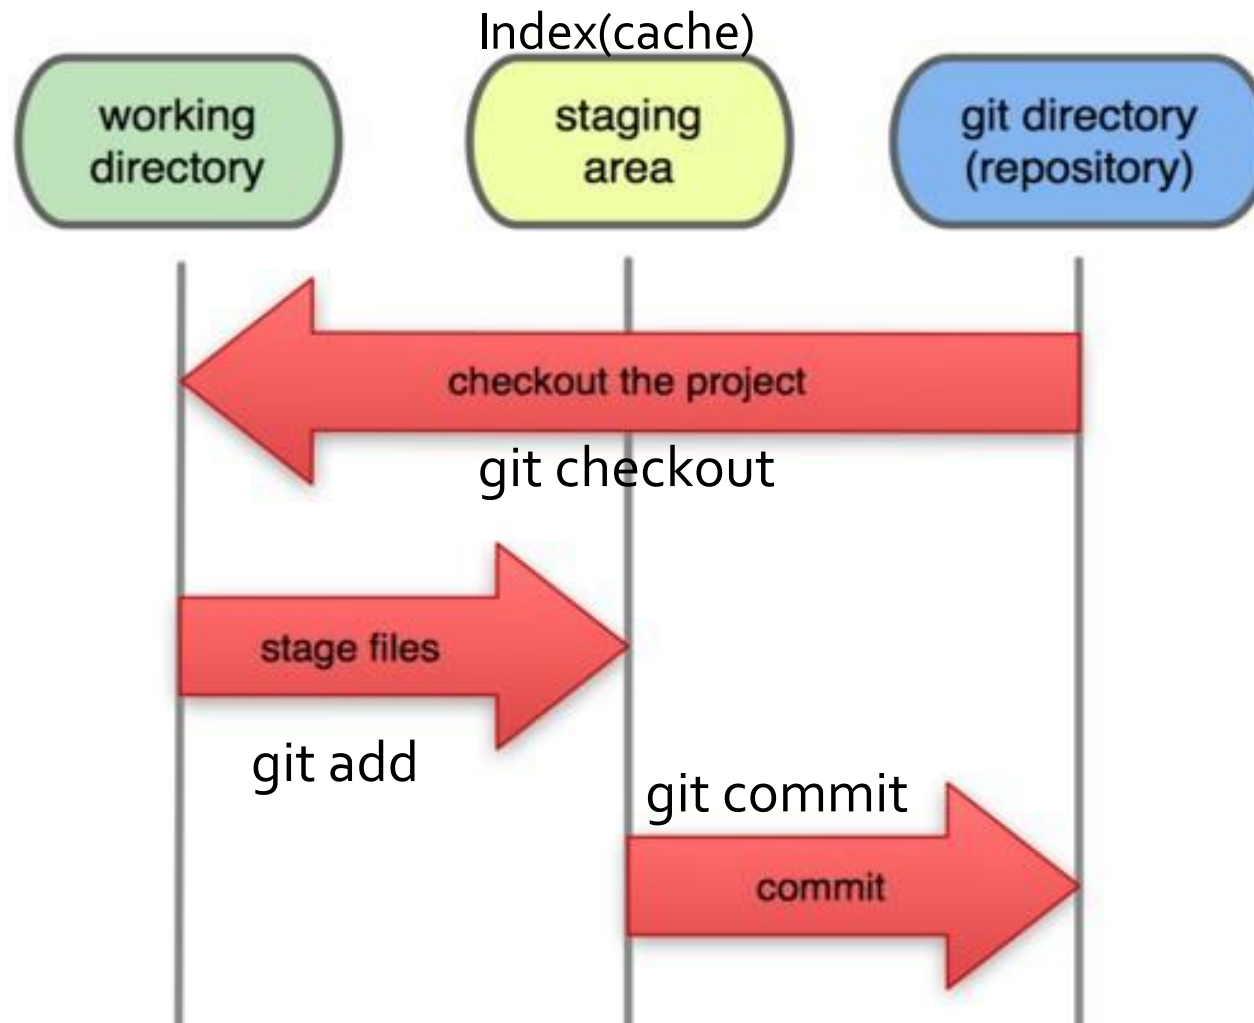 Index(cache)
working
directory
staging
area
git directory
(repository)
checkout the project
git checkout
stage files
git add
git commit
commit